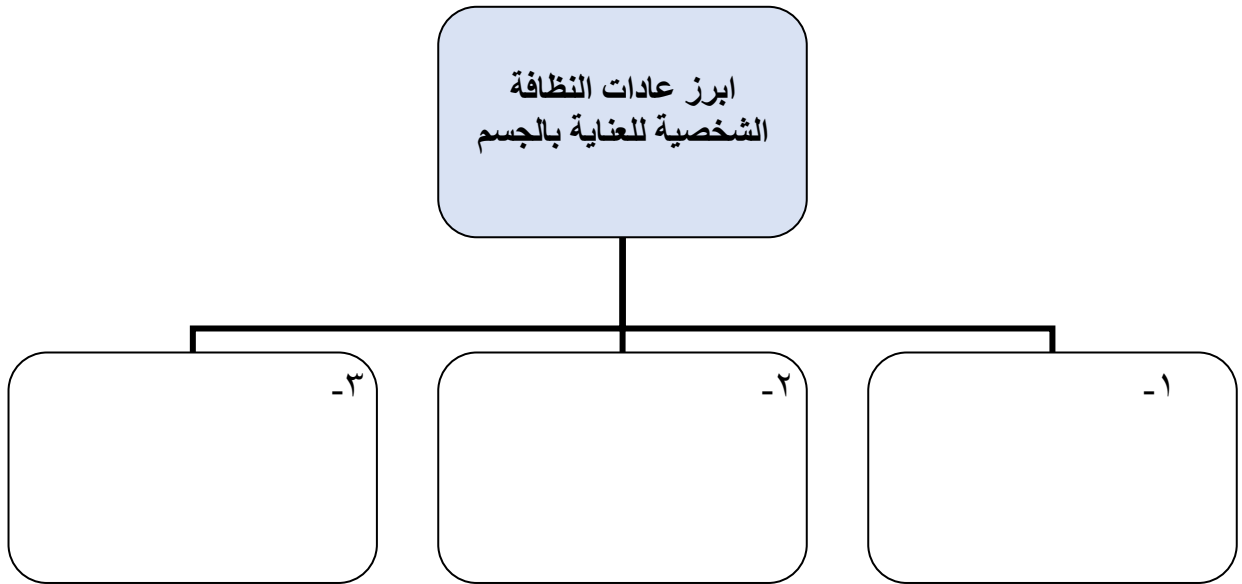 ابرز عادات النظافة
الشخصية للعناية بالجسم
١-
٢-
٣-